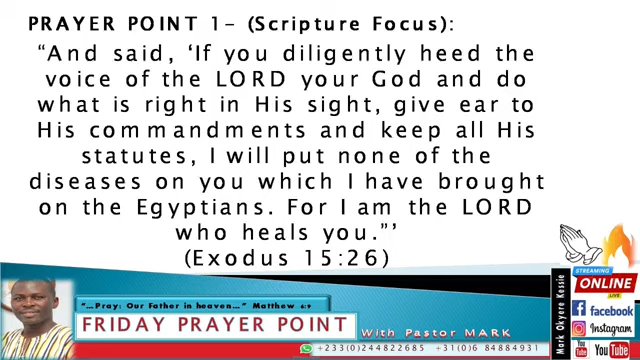 PRAYER POINT 1- (Scripture Focus):
“And said, ‘If you diligently heed the
voice of the LORD your God and do
what is right in His sight, give ear to
His commandments and keep all His
statutes, I will put none of the
diseases on you which I have brought
on the Egyptians. For I am the LORD
who heals you.”’
(Exodus 15:26)
“…Pray: Our Father in heaven…” Matthew 6:9
FRIDAY PRAYER POINT
With Pastor MARK
+233(0)244822685 +31(0)6 84884931
Mark Okyere Kessie
STREAMING
ONLINE
LIVE
facebook
Instagram
You Tube
YouTube